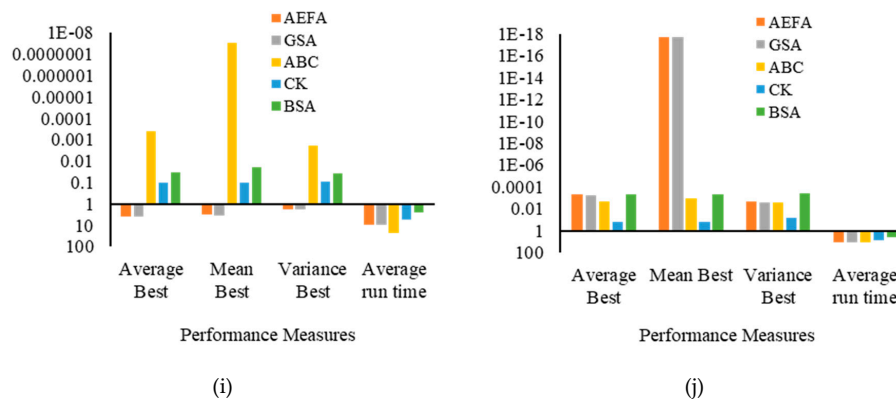 1E-08
0.0000001
0.000001
0.00001
0.0001
0.001
0.01
0.1
1
10
100
AEFA
GSA
ABC
CK
BSA
Average Best
Mean Best
Variance Best
Average run time
Performance Measures
(i)
1E-18
1E-16
1E-14
1E-12
1E-10
1E-08
1E-06
0.0001
0.01
1
100
AEFA
GSA
ABC
CK
BSA
Average Best
Mean Best
Variance Best
Average run time
Performance Measures
(j)